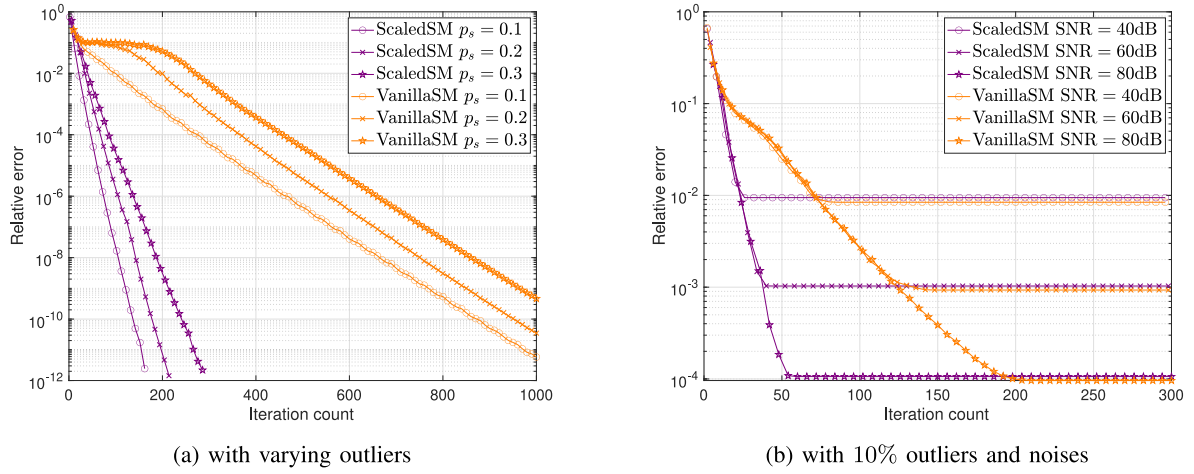 10^0
10^-2
10^-4
10^-6
10^-8
10^-10
10^-12
Relative error
0
200
400
600
800
1000
Iteration count
ScaledSM p_s = 0.1
ScaledSM p_s = 0.2
ScaledSM p_s = 0.3
VanillaSM p_s = 0.1
VanillaSM p_s = 0.2
VanillaSM p_s = 0.3
(a) with varying outliers
10^0
10^-1
10^-2
10^-3
10^-4
Relative error
0
50
100
150
200
250
300
Iteration count
ScaledSM SNR = 40dB
ScaledSM SNR = 60dB
ScaledSM SNR = 80dB
VanillaSM SNR = 40dB
VanillaSM SNR = 60dB
VanillaSM SNR = 80dB
(b) with 10% outliers and noises